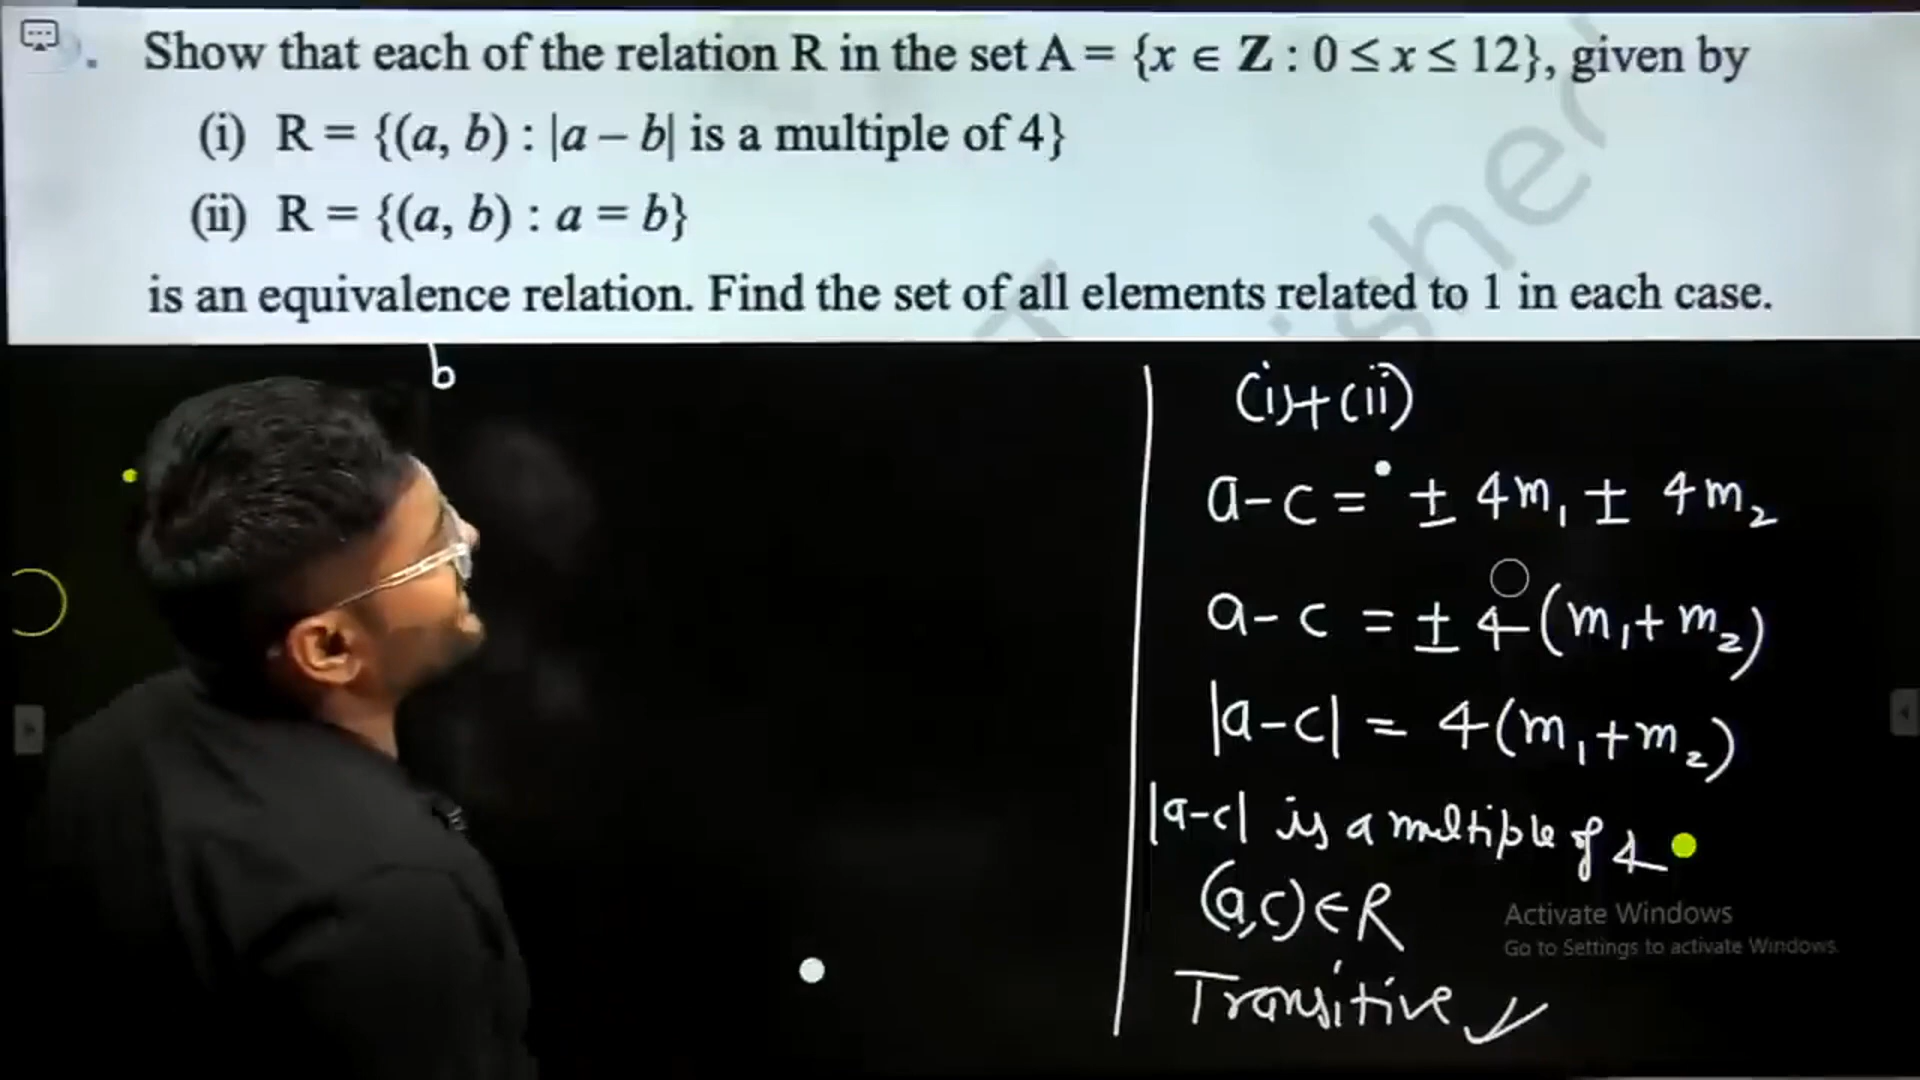 . Show that each of the relation R in the set A = {x ∈ Z : 0 ≤ x ≤ 12}, given by
(i) R = {(a, b) : |a – b| is a multiple of 4}
(ii) R = {(a, b) : a = b}
is an equivalence relation. Find the set of all elements related to 1 in each case.
b
(i)+(ii)
a-c = ± 4m₁ ± 4m₂
a-c = ± 4(m₁+m₂)
|a-c| = 4(m₁+m₂)
|a-c| is a multiple of 4
(a,c)∈R
Transitive
Activate Windows
Go to Settings to activate Windows.